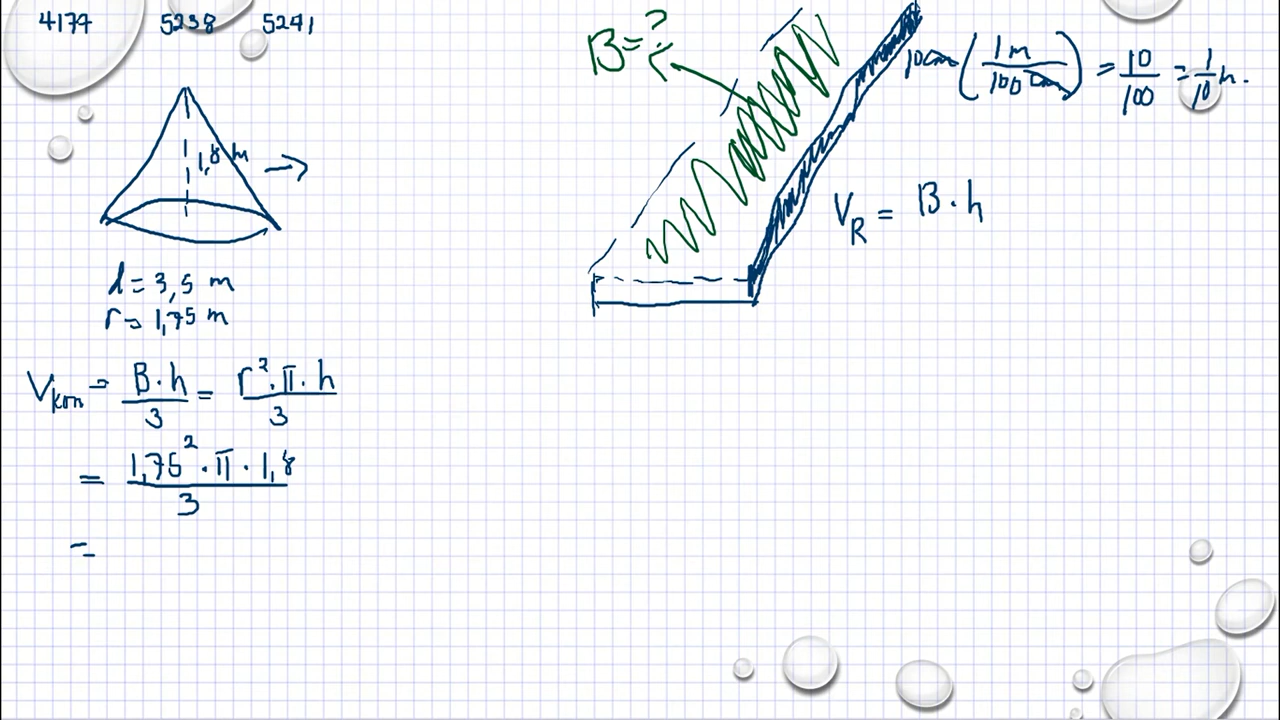 4174 5238 5241
1,8 m
d = 3,5 m
r = 1,75 m
V_kon = B·h/3 = r²·π·h/3
= 1,75²·π·1,8/3
=
B = ?
10cm (1m/100cm) = 10/100 = 1/10 m.
V_R = B·h